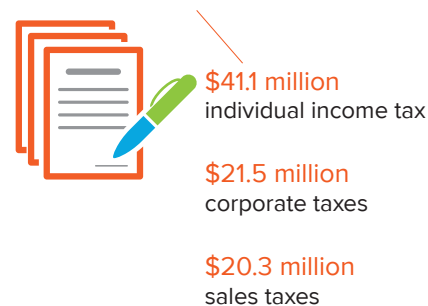 $41.1 million
individual income tax
$21.5 million
corporate taxes
$20.3 million
sales taxes